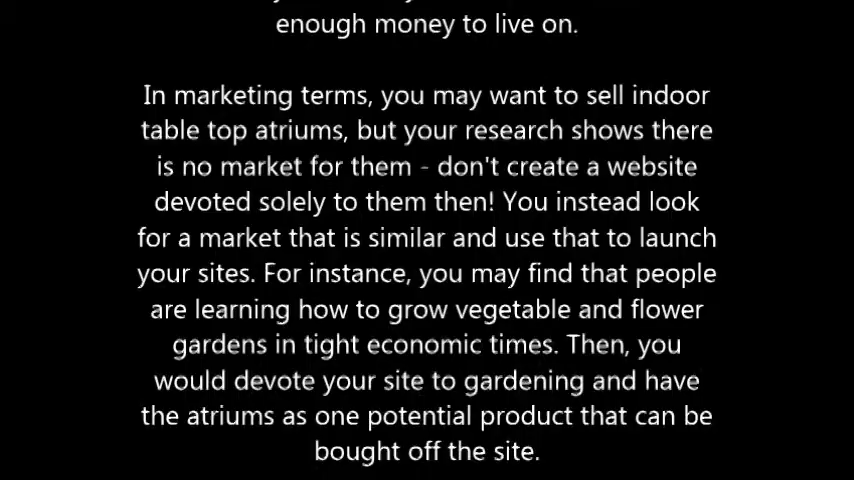 enough money to live on.
In marketing terms, you may want to sell indoor
table top atriums, but your research shows there
is no market for them - don't create a website
devoted solely to them then! You instead look
for a market that is similar and use that to launch
your sites. For instance, you may find that people
are learning how to grow vegetable and flower
gardens in tight economic times. Then, you
would devote your site to gardening and have
the atriums as one potential product that can be
bought off the site.